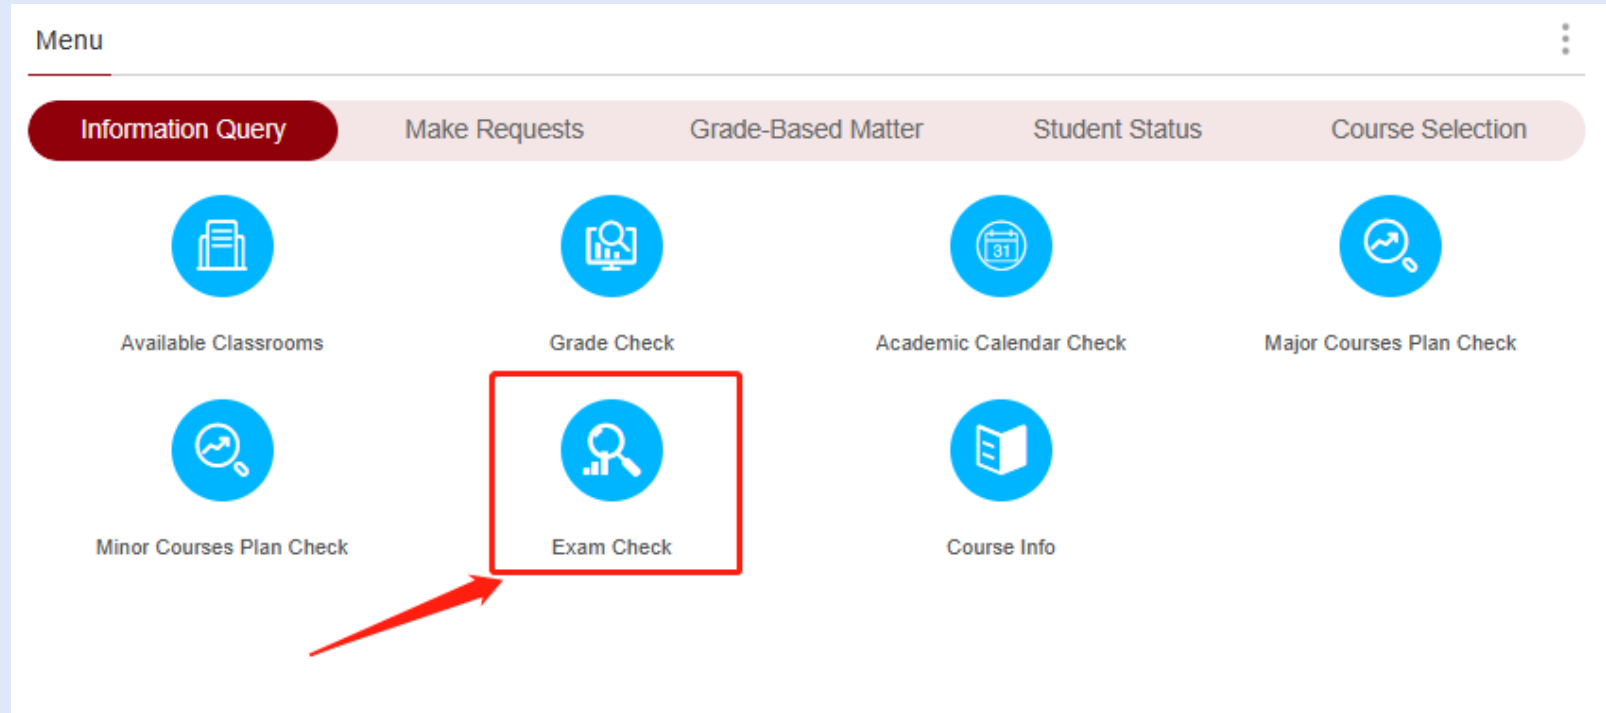 Menu
Information Query Make Requests Grade-Based Matter Student Status Course Selection
31
Available Classrooms Grade Check Academic Calendar Check Major Courses Plan Check
Minor Courses Plan Check Exam Check Course Info